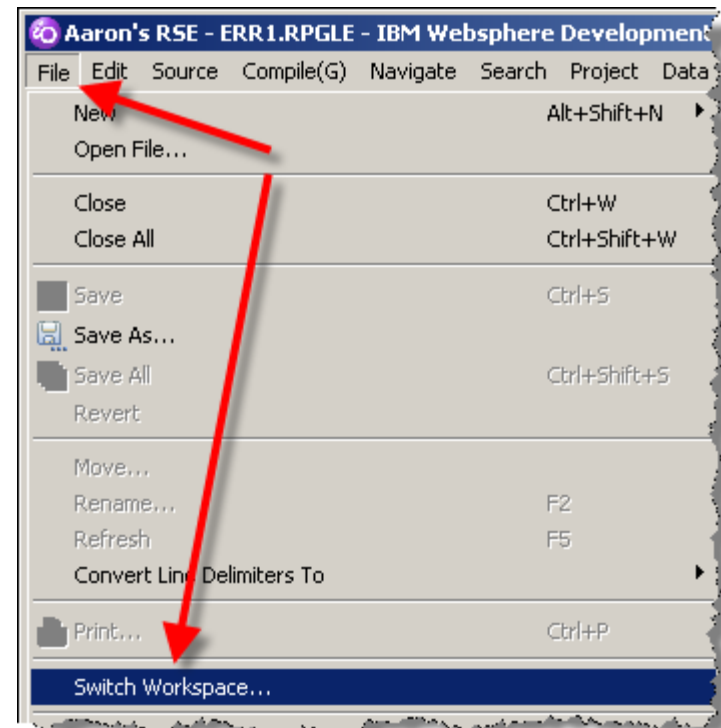 Aaron's RSE - ERR1.RPGLE - IBM Websphere Development
File Edit Source Compile(G) Navigate Search Project Data
New Alt+Shift+N
Open File...
Close Ctrl+W
Close All Ctrl+Shift+W
Save Ctrl+S
Save As...
Save All Ctrl+Shift+S
Revert
Move...
Rename... F2
Refresh F5
Convert Line Delimiters To
Print... Ctrl+P
Switch Workspace...